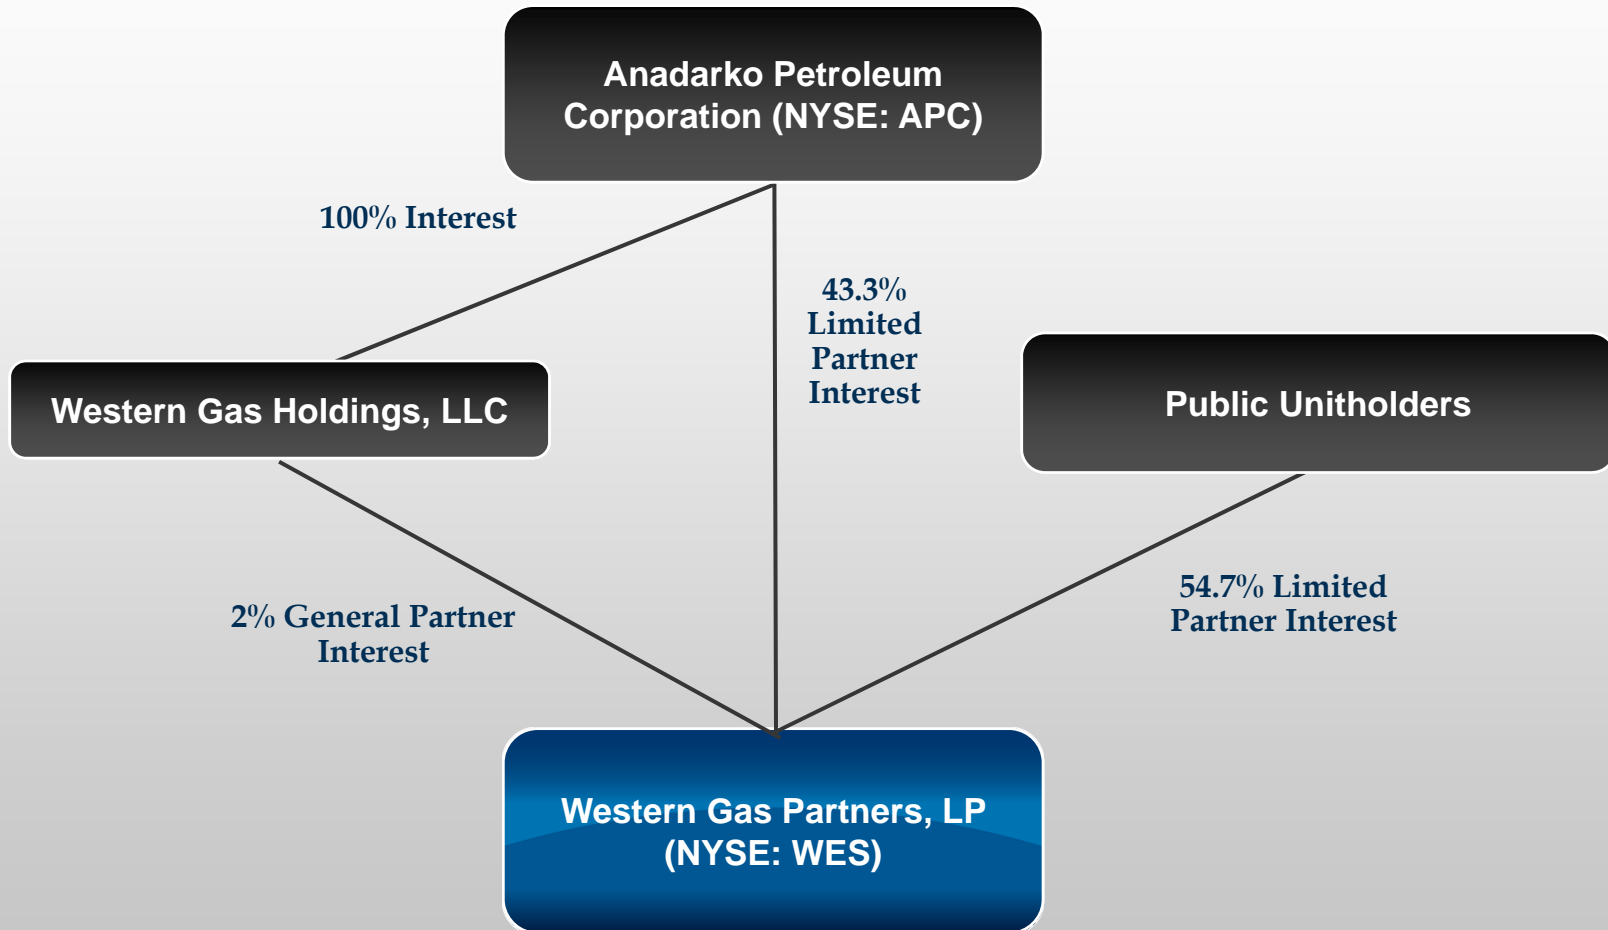 Anadarko Petroleum
Corporation (NYSE: APC)
100% Interest
43.3%
Limited
Partner
Interest
Western Gas Holdings, LLC
Public Unitholders
2% General Partner
Interest
54.7% Limited
Partner Interest
Western Gas Partners, LP
(NYSE: WES)